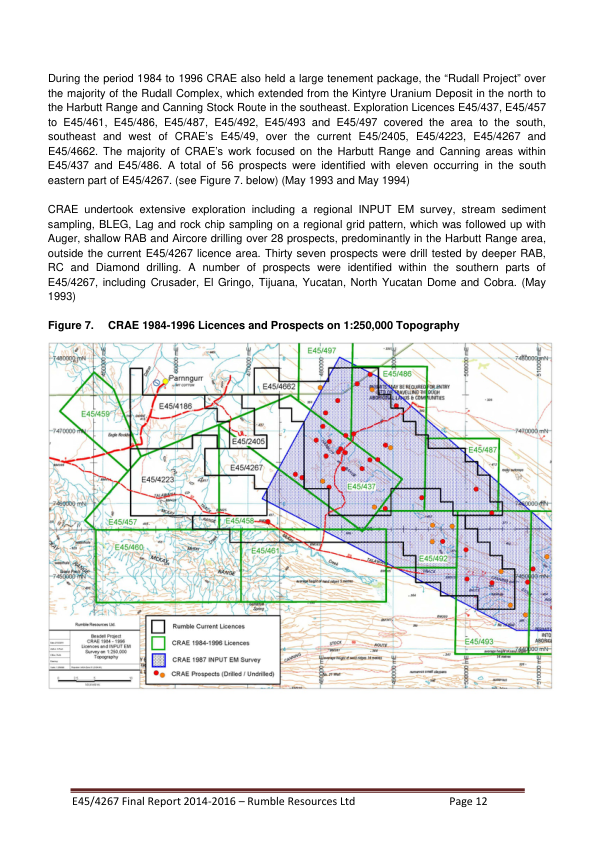 During the period 1984 to 1996 CRAE also held a large tenement package, the “Rudall Project” over
the majority of the Rudall Complex, which extended from the Kintyre Uranium Deposit in the north to
the Harbutt Range and Canning Stock Route in the southeast. Exploration Licences E45/437, E45/457
to E45/461, E45/486, E45/487, E45/492, E45/493 and E45/497 covered the area to the south,
southeast and west of CRAE’s E45/49, over the current E45/2405, E45/4223, E45/4267 and
E45/4662. The majority of CRAE’s work focused on the Harbutt Range and Canning areas within
E45/437 and E45/486. A total of 56 prospects were identified with eleven occurring in the south
eastern part of E45/4267. (see Figure 7. below) (May 1993 and May 1994)
CRAE undertook extensive exploration including a regional INPUT EM survey, stream sediment
sampling, BLEG, Lag and rock chip sampling on a regional grid pattern, which was followed up with
Auger, shallow RAB and Aircore drilling over 28 prospects, predominantly in the Harbutt Range area,
outside the current E45/4267 licence area. Thirty seven prospects were drill tested by deeper RAB,
RC and Diamond drilling. A number of prospects were identified within the southern parts of
E45/4267, including Crusader, El Gringo, Tijuana, Yucatan, North Yucatan Dome and Cobra. (May
1993)
Figure 7. CRAE 1984-1996 Licences and Prospects on 1:250,000 Topography
E45/497
7480000 mN
7480000 mN
Parnngurr
E45/4662
E45/486
E45/4186
E45/459
7470000 mN
7470000 mN
E45/2405
E45/487
E45/4267
E45/4223
E45/437
E45/457
E45/458
7460000 mN
E45/460
E45/461
E45/492
McKAY
RANGE
7450000 mN
7450000 mN
E45/493
Rumble Resources Ltd
Braddell Project
CRAE 1984 - 1996
Licences and INPUT EM
Survey on 1:250,000
Topography
Rumble Current Licences
CRAE 1984-1996 Licences
CRAE 1987 INPUT EM Survey
CRAE Prospects (Drilled / Undrilled)
E45/4267 Final Report 2014-2016 – Rumble Resources Ltd Page 12